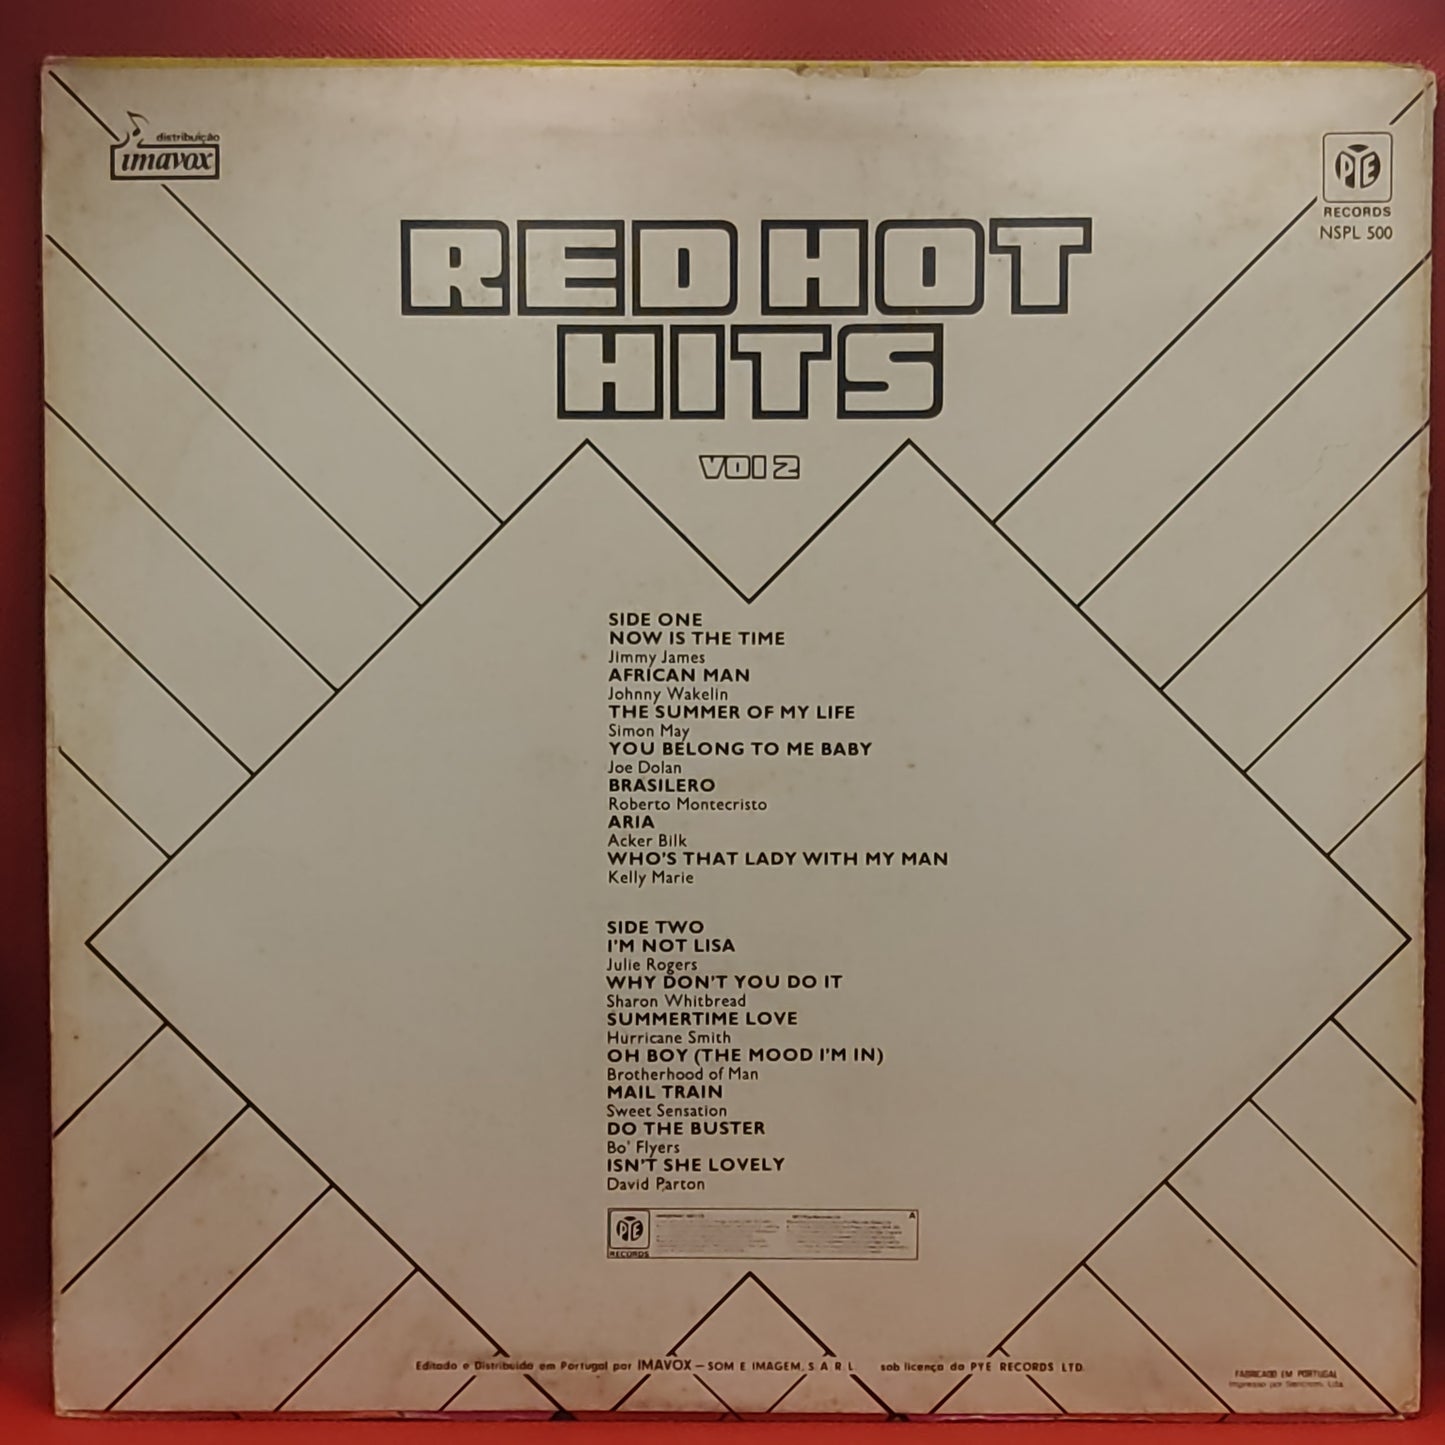 distribuição
imavox
PYE
RECORDS
NSPL 500
RED HOT
HITS
VOL 2
SIDE ONE
NOW IS THE TIME
Jimmy James
AFRICAN MAN
Johnny Wakelin
THE SUMMER OF MY LIFE
Simon May
YOU BELONG TO ME BABY
Joe Dolan
BRASILERO
Roberto Montecristo
ARIA
Acker Bilk
WHO'S THAT LADY WITH MY MAN
Kelly Marie
SIDE TWO
I'M NOT LISA
Julie Rogers
WHY DON'T YOU DO IT
Sharon Whitbread
SUMMERTIME LOVE
Hurricane Smith
OH BOY (THE MOOD I'M IN)
Brotherhood of Man
MAIL TRAIN
Sweet Sensation
DO THE BUSTER
Bo' Flyers
ISN'T SHE LOVELY
David Parton
PYE
RECORDS
A
Editado e Distribuido em Portugal por IMAVOX — SOM E IMAGEM, S A R L. sob licença da PYE RECORDS LTD.
FABRICADO EM PORTUGAL
Impresso por